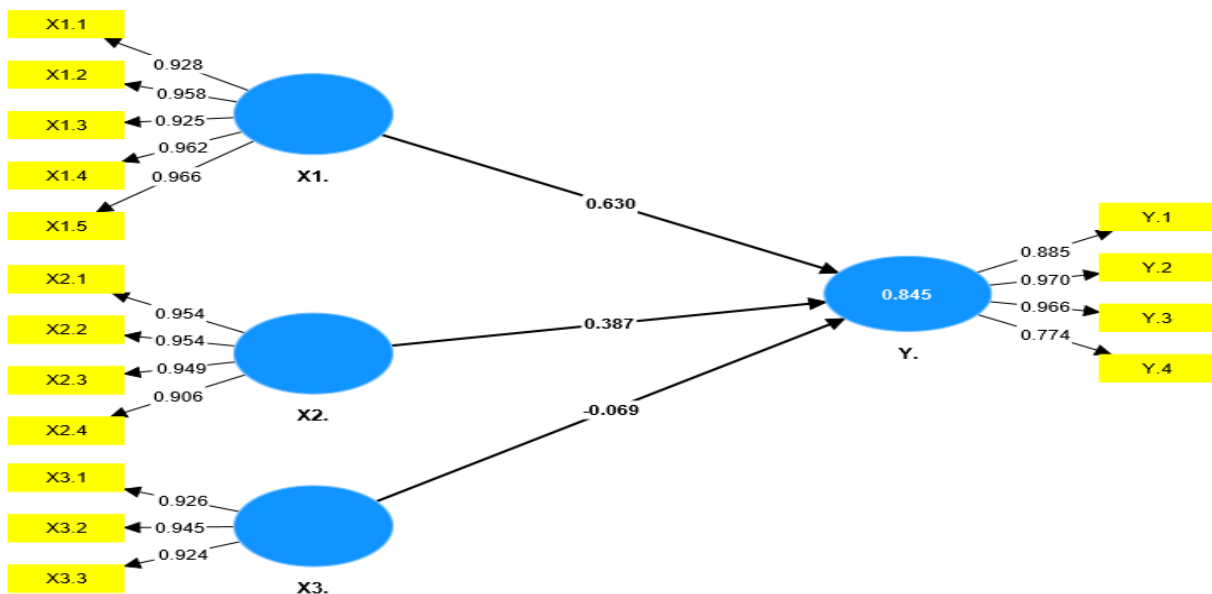 X1.1
X1.2
X1.3
X1.4
X1.5
0.928
0.958
0.925
0.962
0.966
X1.
X2.1
X2.2
X2.3
X2.4
0.954
0.954
0.949
0.906
X2.
X3.1
X3.2
X3.3
0.926
0.945
0.924
X3.
0.630
0.387
-0.069
0.845
Y.
0.885
0.970
0.966
0.774
Y.1
Y.2
Y.3
Y.4